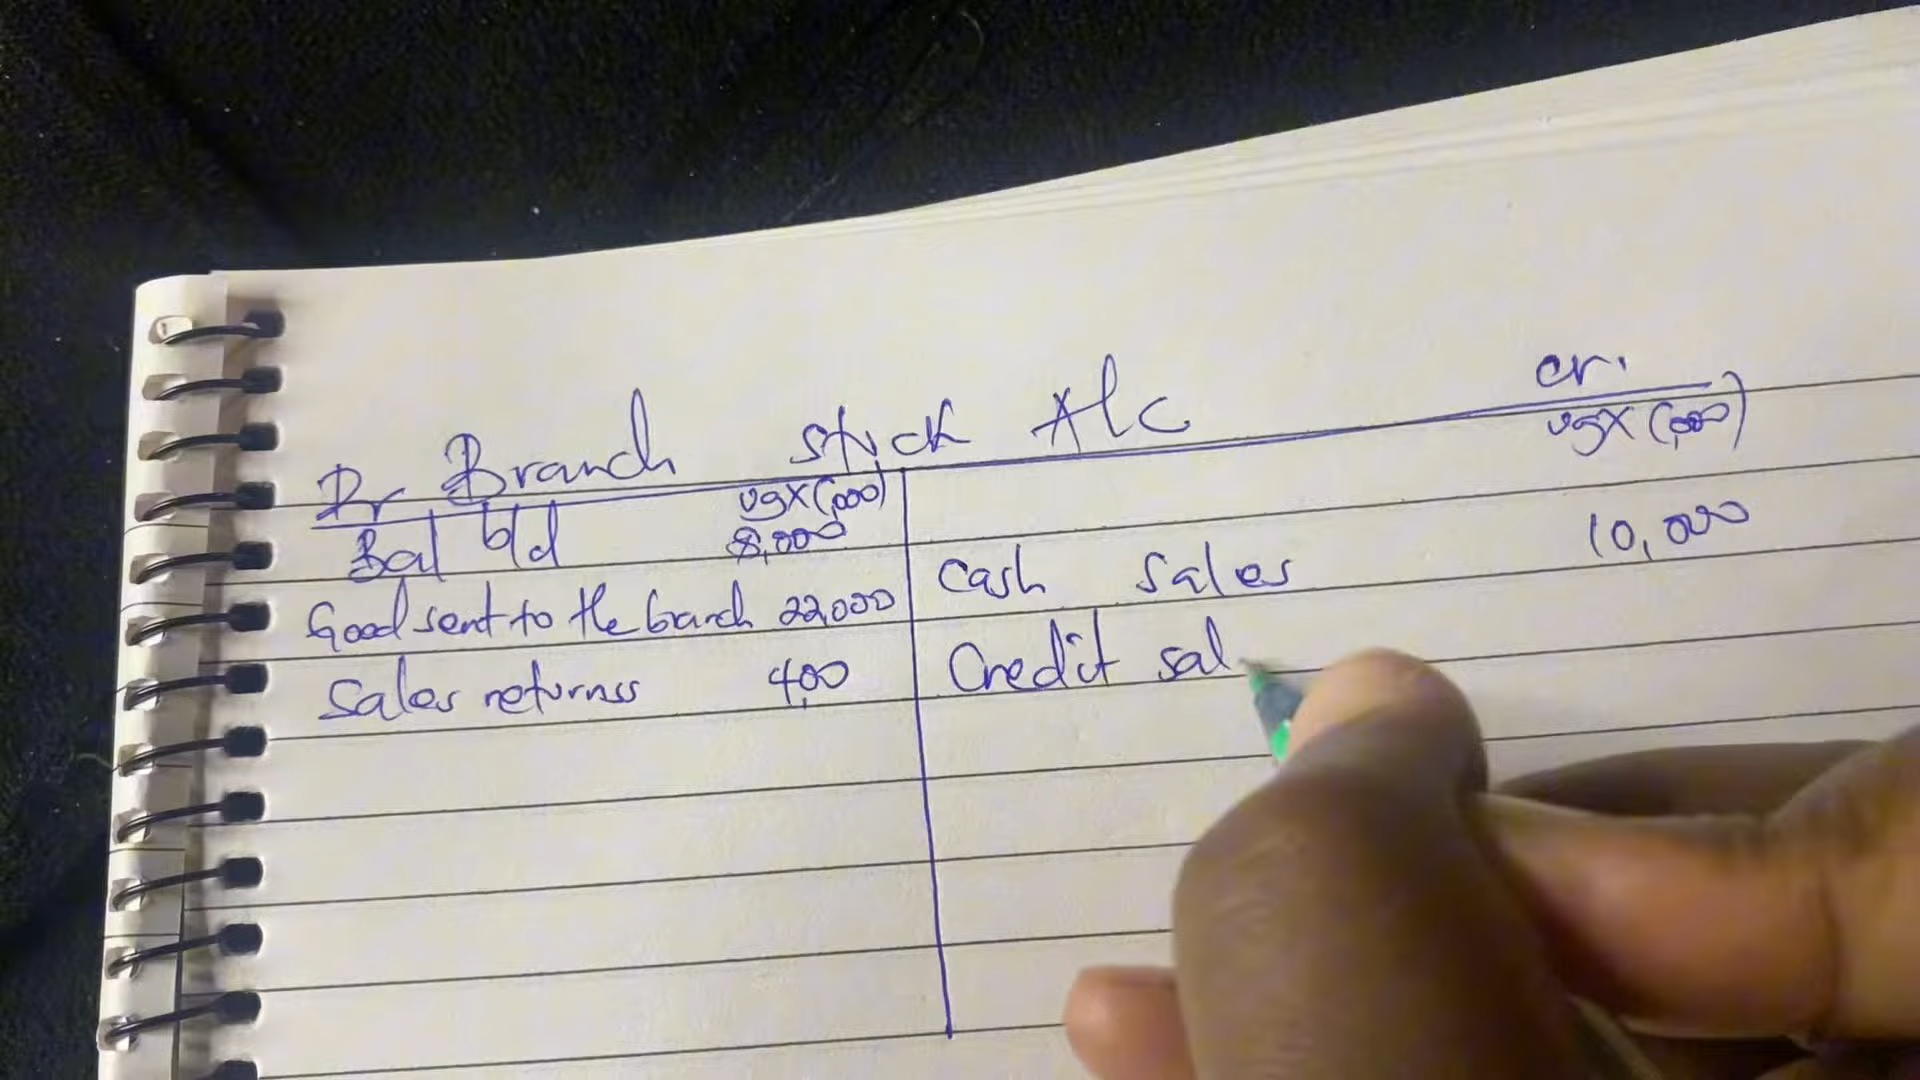 Dr Branch stock A/c cr.
ugx (,000) ugx (,000)
Bal b/d 8,000
Good sent to the barch 22,000 Cash sales 10,000
Sales returnss 400 Credit sal